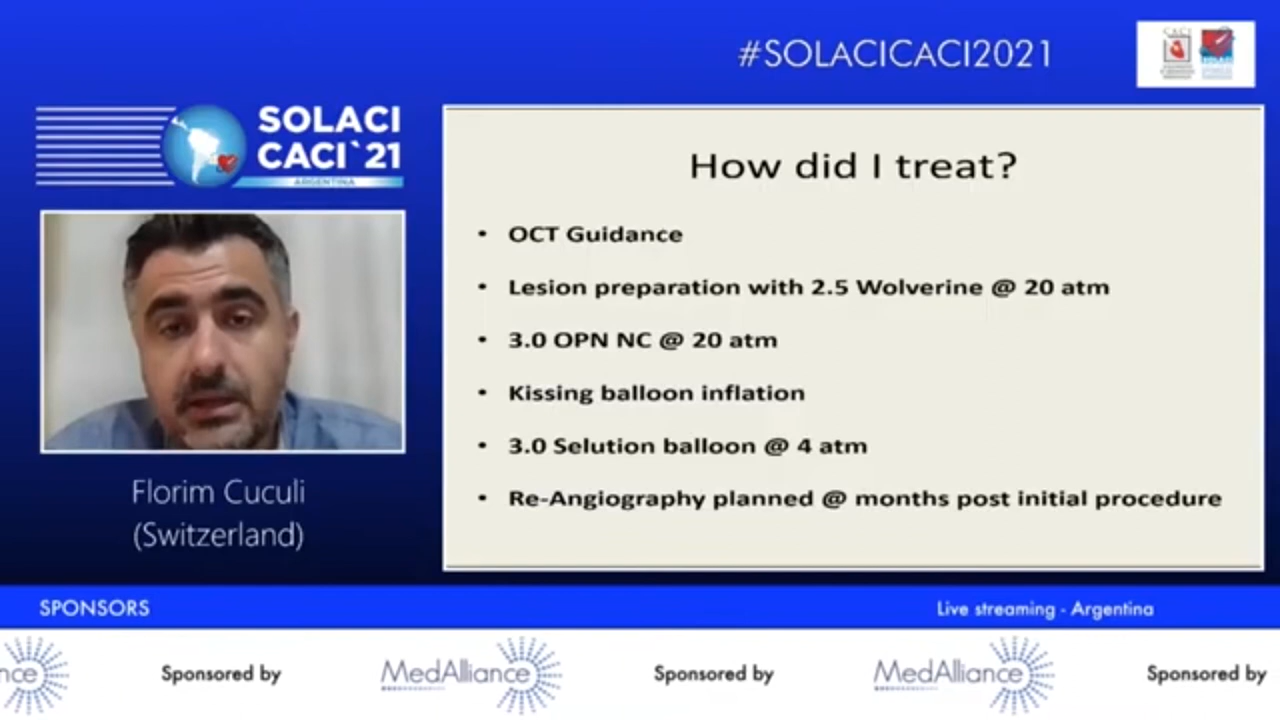 #SOLACICACI2021
CACI
SOLACI
SOLACI
CACI`21
ARGENTINA
How did I treat?
• OCT Guidance
• Lesion preparation with 2.5 Wolverine @ 20 atm
• 3.0 OPN NC @ 20 atm
• Kissing balloon inflation
• 3.0 Selution balloon @ 4 atm
• Re-Angiography planned @ months post initial procedure
Florim Cuculi
(Switzerland)
SPONSORS
Live streaming - Argentina
nce
Sponsored by
MedAlliance
Sponsored by
MedAlliance
Sponsored by